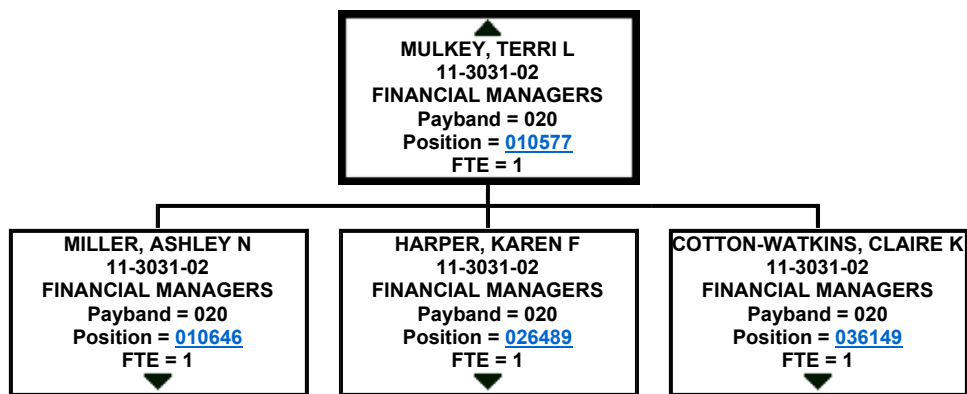 MULKEY, TERRI L
11-3031-02
FINANCIAL MANAGERS
Payband = 020
Position = 010577
FTE = 1
MILLER, ASHLEY N
11-3031-02
FINANCIAL MANAGERS
Payband = 020
Position = 010646
FTE = 1
HARPER, KAREN F
11-3031-02
FINANCIAL MANAGERS
Payband = 020
Position = 026489
FTE = 1
COTTON-WATKINS, CLAIRE K
11-3031-02
FINANCIAL MANAGERS
Payband = 020
Position = 036149
FTE = 1